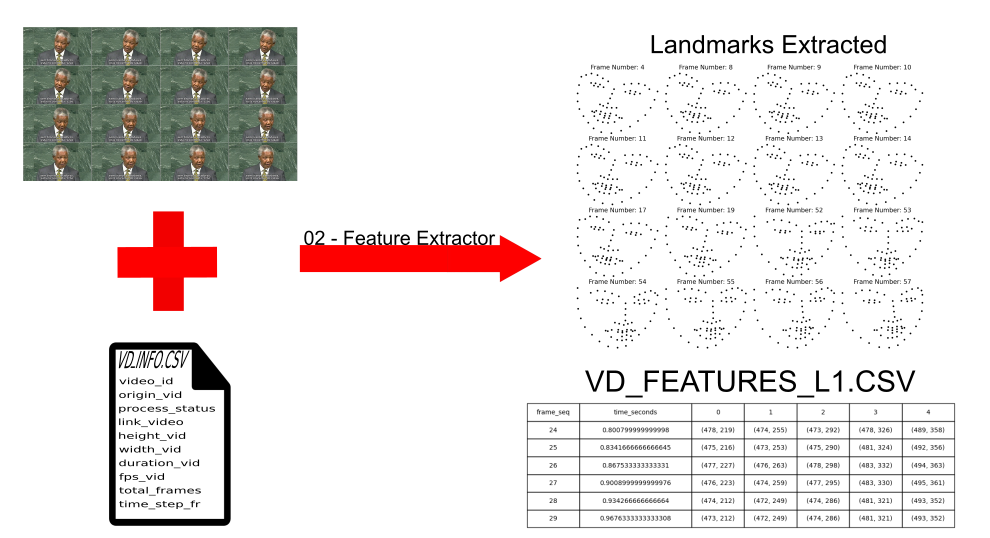 Landmarks Extracted
Frame Number: 4 Frame Number: 8 Frame Number: 9 Frame Number: 10
Frame Number: 11 Frame Number: 12 Frame Number: 13 Frame Number: 14
Frame Number: 17 Frame Number: 19 Frame Number: 52 Frame Number: 53
Frame Number: 54 Frame Number: 55 Frame Number: 56 Frame Number: 57
02 - Feature Extractor
VD_INFO.CSV
video_id
origin_vid
process_status
link_video
height_vid
width_vid
duration_vid
fps_vid
total_frames
time_step_fr
VD_FEATURES_L1.CSV
frame_seq time_seconds 0 1 2 3 4
24 0.800799999999998 (478, 219) (474, 255) (473, 292) (478, 326) (489, 358)
25 0.8341666666666645 (475, 216) (473, 253) (475, 290) (481, 324) (492, 356)
26 0.867533333333331 (477, 227) (476, 263) (478, 298) (483, 332) (494, 363)
27 0.9008999999999976 (476, 223) (474, 259) (477, 295) (483, 330) (495, 361)
28 0.934266666666664 (474, 212) (472, 249) (474, 286) (481, 321) (493, 352)
29 0.9676333333333308 (473, 212) (472, 249) (474, 286) (481, 321) (493, 352)